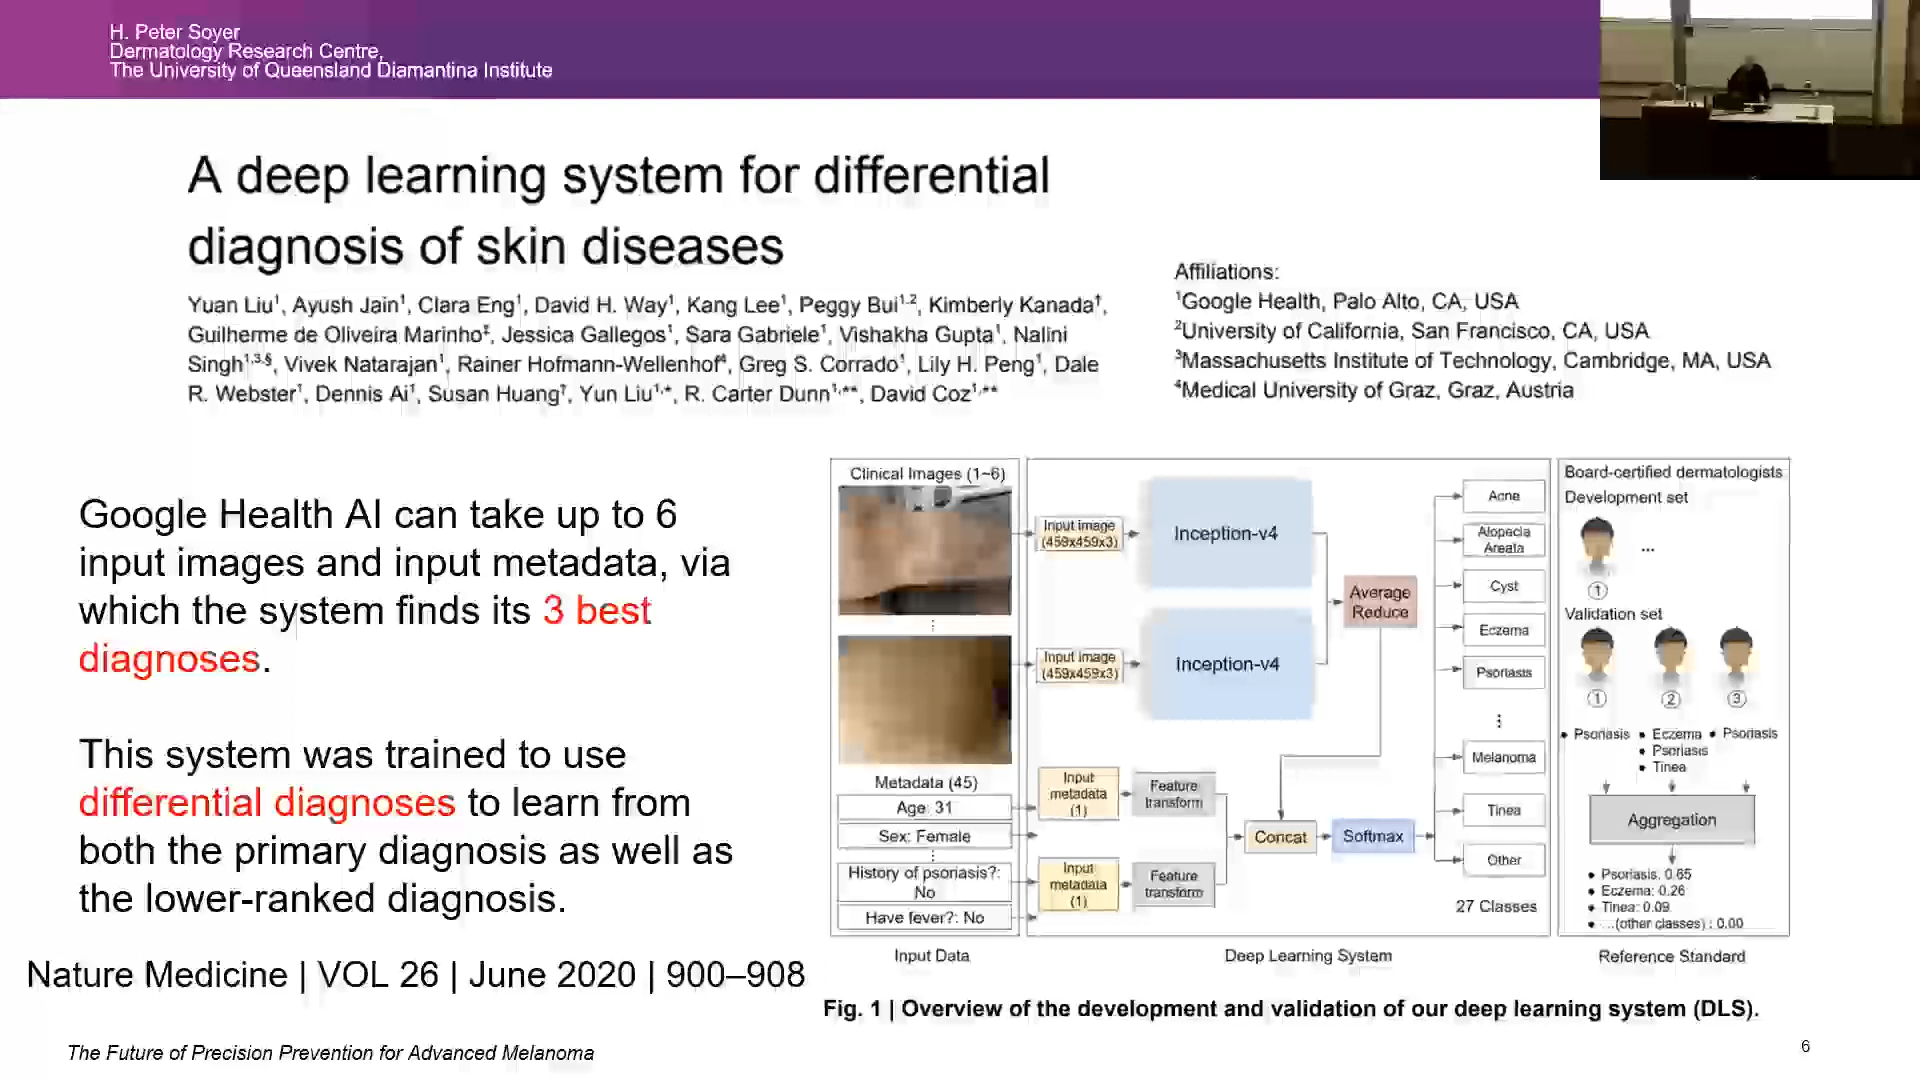 H. Peter Soyer
Dermatology Research Centre,
The University of Queensland Diamantina Institute
A deep learning system for differential
diagnosis of skin diseases
Yuan Liu¹, Ayush Jain¹, Clara Eng¹, David H. Way¹, Kang Lee¹, Peggy Bui¹·², Kimberly Kanada†,
Guilherme de Oliveira Marinho‡, Jessica Gallegos¹, Sara Gabriele¹, Vishakha Gupta¹, Nalini
Singh¹·³·§, Vivek Natarajan¹, Rainer Hofmann-Wellenhof⁴, Greg S. Corrado¹, Lily H. Peng¹, Dale
R. Webster¹, Dennis Ai¹, Susan Huang†, Yun Liu¹·*, R. Carter Dunn¹·**, David Coz¹·**
Affiliations:
¹Google Health, Palo Alto, CA, USA
²University of California, San Francisco, CA, USA
³Massachusetts Institute of Technology, Cambridge, MA, USA
⁴Medical University of Graz, Graz, Austria
Google Health AI can take up to 6
input images and input metadata, via
which the system finds its 3 best
diagnoses.
This system was trained to use
differential diagnoses to learn from
both the primary diagnosis as well as
the lower-ranked diagnosis.
Nature Medicine | VOL 26 | June 2020 | 900–908
Clinical Images (1~6)
Metadata (45)
Age: 31
Sex: Female
History of psoriasis?:
No
Have fever?: No
Input Data
Input image
(459x459x3)
Inception-v4
Input image
(459x459x3)
Inception-v4
Average
Reduce
Input
metadata
(1)
Feature
transform
Input
metadata
(1)
Feature
transform
Concat
Softmax
Acne
Alopecia
Areata
Cyst
Eczema
Psoriasis
Melanoma
Tinea
Other
27 Classes
Deep Learning System
Board-certified dermatologists
Development set
...
1
Validation set
1
2
3
• Psoriasis
• Eczema
• Psoriasis
• Tinea
• Psoriasis
Aggregation
• Psoriasis: 0.65
• Eczema: 0.26
• Tinea: 0.09
• ...(other classes) : 0.00
Reference Standard
Fig. 1 | Overview of the development and validation of our deep learning system (DLS).
The Future of Precision Prevention for Advanced Melanoma
6